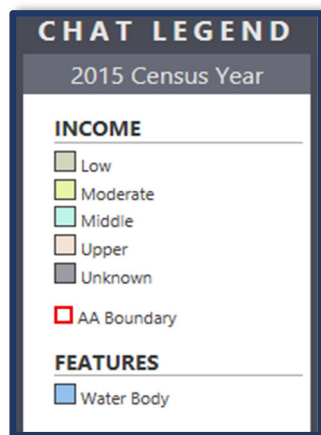 CHAT LEGEND
2015 Census Year
INCOME
Low
Moderate
Middle
Upper
Unknown
AA Boundary
FEATURES
Water Body